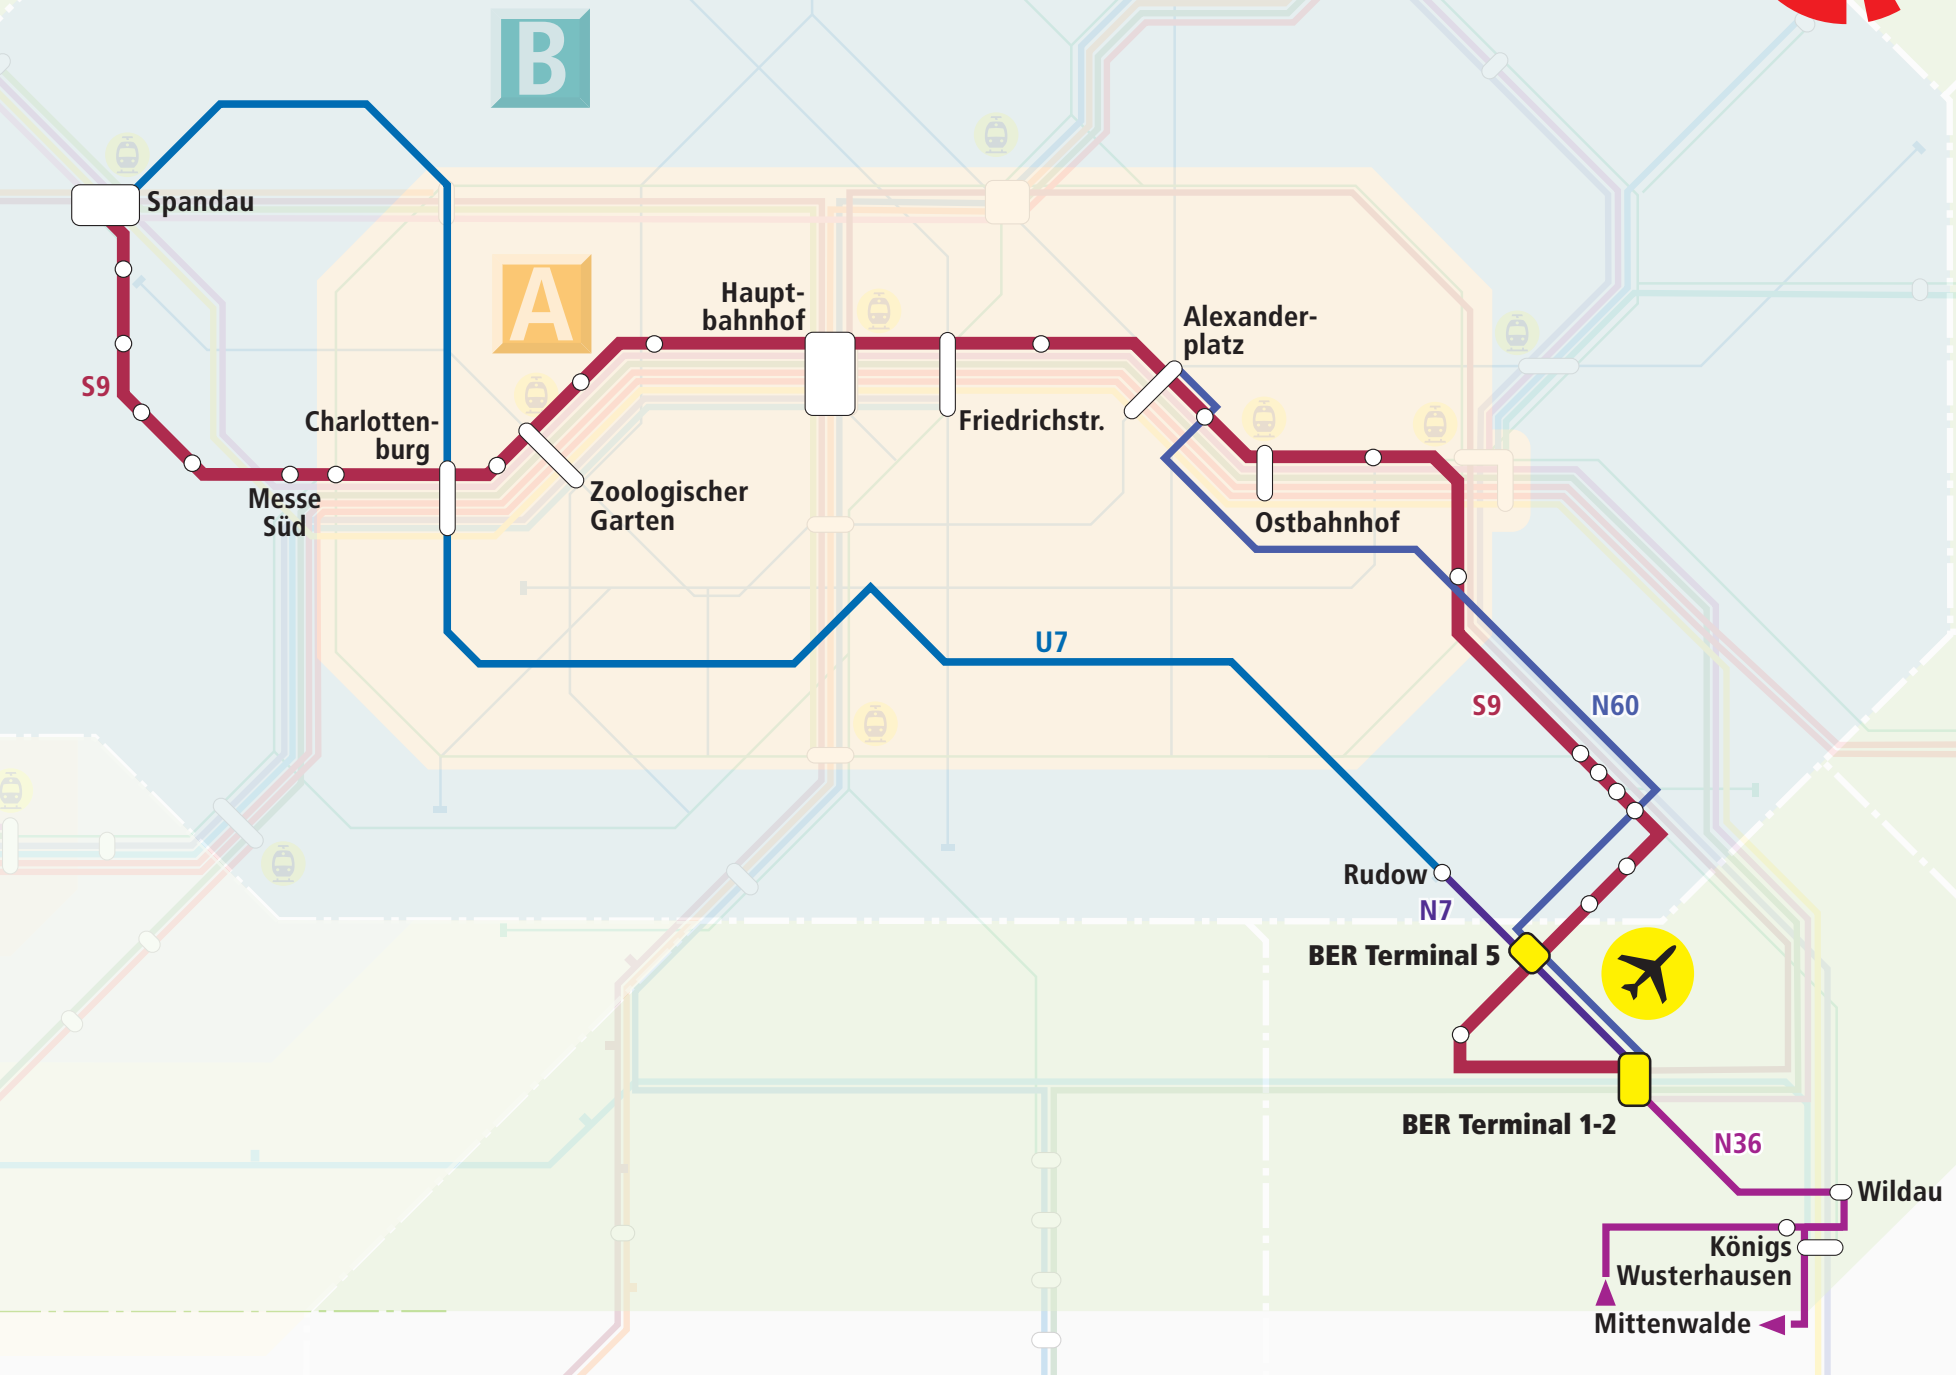 B
Spandau
A
Haupt-
bahnhof
Alexander-
platz
S9
Charlotten-
burg
Friedrichstr.
Messe
Süd
Zoologischer
Garten
Ostbahnhof
U7
S9
N60
Rudow
N7
BER Terminal 5
BER Terminal 1-2
N36
Wildau
Königs
Wusterhausen
Mittenwalde